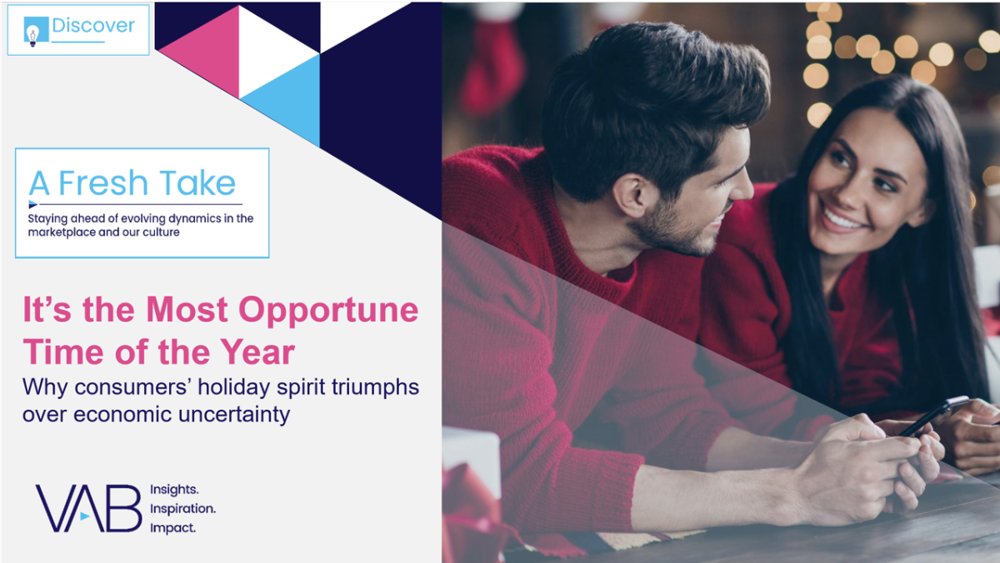 Discover
A Fresh Take
Staying ahead of evolving dynamics in the
marketplace and our culture
It’s the Most Opportune
Time of the Year
Why consumers’ holiday spirit triumphs
over economic uncertainty
VAB
Insights.
Inspiration.
Impact.